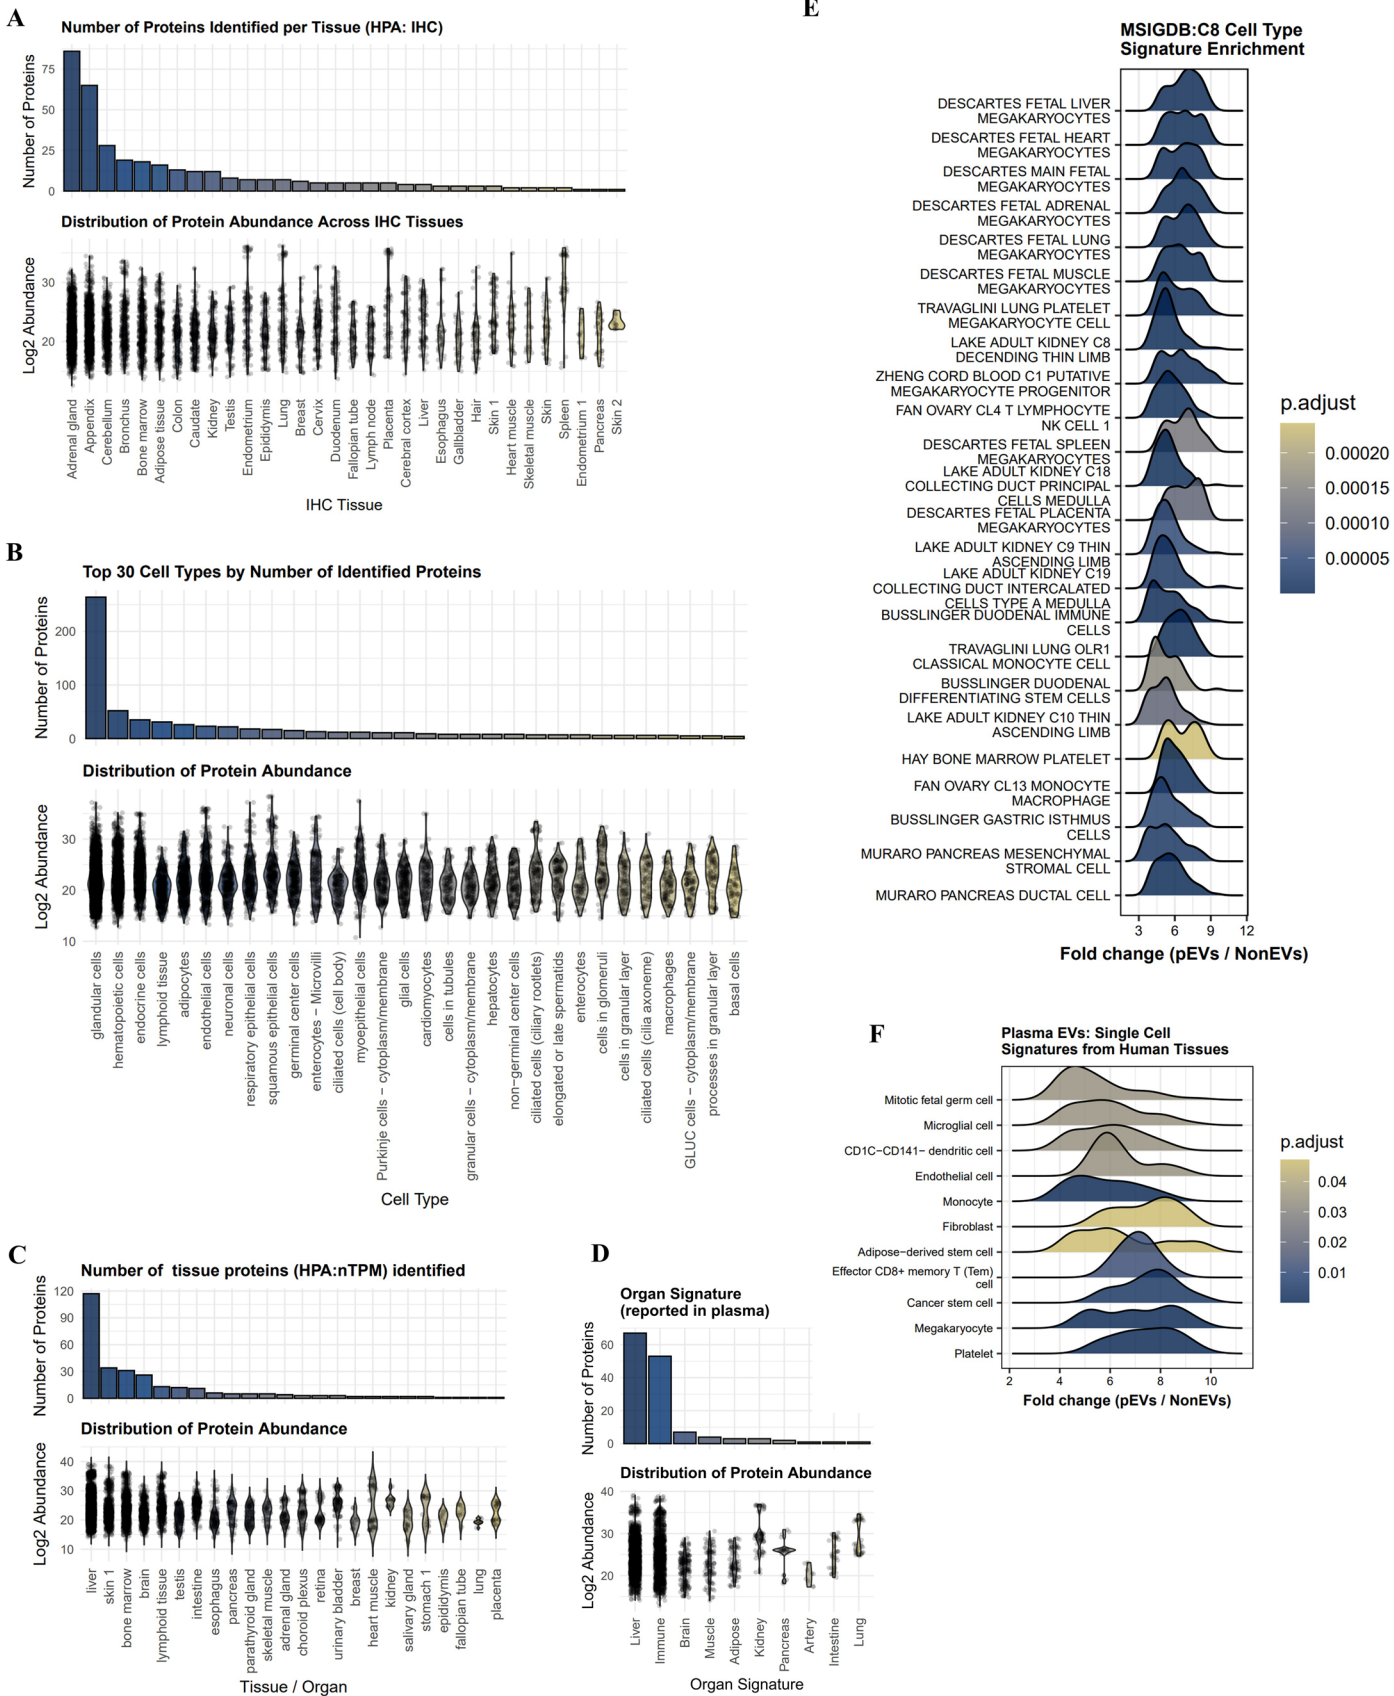 A
Number of Proteins Identified per Tissue (HPA: IHC)
Number of Proteins
75
50
25
0
Distribution of Protein Abundance Across IHC Tissues
Log2 Abundance
30
20
Adrenal gland
Appendix
Cerebellum
Bronchus
Bone marrow
Adipose tissue
Colon
Caudate
Kidney
Testis
Endometrium
Epididymis
Lung
Breast
Cervix
Duodenum
Fallopian tube
Lymph node
Placenta
Cerebral cortex
Liver
Esophagus
Gallbladder
Hair
Skin 1
Heart muscle
Skeletal muscle
Skin
Spleen
Endometrium 1
Pancreas
Skin 2
IHC Tissue
B
Top 30 Cell Types by Number of Identified Proteins
Number of Proteins
200
100
0
Distribution of Protein Abundance
Log2 Abundance
30
20
10
glandular cells
hematopoietic cells
endocrine cells
lymphoid tissue
adipocytes
endothelial cells
neuronal cells
respiratory epithelial cells
squamous epithelial cells
germinal center cells
enterocytes − Microvilli
ciliated cells (cell body)
myoepithelial cells
Purkinje cells − cytoplasm/membrane
glial cells
cardiomyocytes
cells in tubules
granular cells − cytoplasm/membrane
hepatocytes
non−germinal center cells
ciliated cells (ciliary rootlets)
elongated or late spermatids
enterocytes
cells in glomeruli
cells in granular layer
ciliated cells (cilia axoneme)
macrophages
GLUC cells − cytoplasm/membrane
processes in granular layer
basal cells
Cell Type
C
Number of  tissue proteins (HPA:nTPM) identified
Number of Proteins
120
90
60
30
0
Distribution of Protein Abundance
Log2 Abundance
40
30
20
10
liver
skin 1
bone marrow
brain
lymphoid tissue
testis
intestine
esophagus
pancreas
parathyroid gland
skeletal muscle
adrenal gland
choroid plexus
retina
urinary bladder
breast
heart muscle
kidney
salivary gland
stomach 1
epididymis
fallopian tube
lung
placenta
Tissue / Organ
D
Organ Signature
(reported in plasma)
Number of Proteins
60
40
20
0
Distribution of Protein Abundance
Log2 Abundance
40
30
20
Liver
Immune
Brain
Muscle
Adipose
Kidney
Pancreas
Artery
Intestine
Lung
Organ Signature
E
MSIGDB:C8 Cell Type
Signature Enrichment
DESCARTES FETAL LIVER
MEGAKARYOCYTES
DESCARTES FETAL HEART
MEGAKARYOCYTES
DESCARTES MAIN FETAL
MEGAKARYOCYTES
DESCARTES FETAL ADRENAL
MEGAKARYOCYTES
DESCARTES FETAL LUNG
MEGAKARYOCYTES
DESCARTES FETAL MUSCLE
MEGAKARYOCYTES
TRAVAGLINI LUNG PLATELET
MEGAKARYOCYTE CELL
LAKE ADULT KIDNEY C8
DECENDING THIN LIMB
ZHENG CORD BLOOD C1 PUTATIVE
MEGAKARYOCYTE PROGENITOR
FAN OVARY CL4 T LYMPHOCYTE
NK CELL 1
DESCARTES FETAL SPLEEN
MEGAKARYOCYTES
LAKE ADULT KIDNEY C18
COLLECTING DUCT PRINCIPAL
CELLS MEDULLA
DESCARTES FETAL PLACENTA
MEGAKARYOCYTES
LAKE ADULT KIDNEY C9 THIN
ASCENDING LIMB
LAKE ADULT KIDNEY C19
COLLECTING DUCT INTERCALATED
CELLS TYPE A MEDULLA
BUSSLINGER DUODENAL IMMUNE
CELLS
TRAVAGLINI LUNG OLR1
CLASSICAL MONOCYTE CELL
BUSSLINGER DUODENAL
DIFFERENTIATING STEM CELLS
LAKE ADULT KIDNEY C10 THIN
ASCENDING LIMB
HAY BONE MARROW PLATELET
FAN OVARY CL13 MONOCYTE
MACROPHAGE
BUSSLINGER GASTRIC ISTHMUS
CELLS
MURARO PANCREAS MESENCHYMAL
STROMAL CELL
MURARO PANCREAS DUCTAL CELL
3 6 9 12
Fold change (pEVs / NonEVs)
p.adjust
0.00020
0.00015
0.00010
0.00005
F
Plasma EVs: Single Cell
Signatures from Human Tissues
Mitotic fetal germ cell
Microglial cell
CD1C−CD141− dendritic cell
Endothelial cell
Monocyte
Fibroblast
Adipose−derived stem cell
Effector CD8+ memory T (Tem)
cell
Cancer stem cell
Megakaryocyte
Platelet
2 4 6 8 10
Fold change (pEVs / NonEVs)
p.adjust
0.04
0.03
0.02
0.01